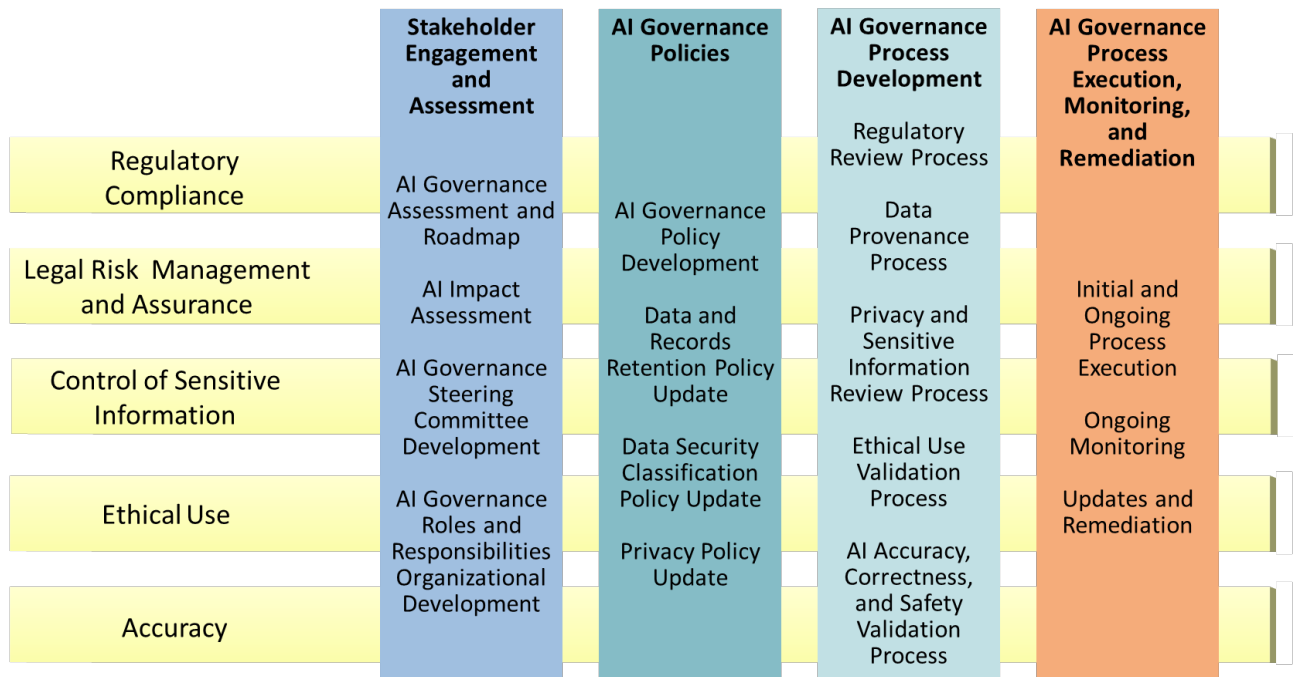 Stakeholder
Engagement
and
Assessment
AI Governance
Policies
AI Governance
Process
Development
AI Governance
Process
Execution,
Monitoring,
and
Remediation
Regulatory
Compliance
Legal Risk Management
and Assurance
Control of Sensitive
Information
Ethical Use
Accuracy
AI Governance
Assessment and
Roadmap
AI Impact
Assessment
AI Governance
Steering
Committee
Development
AI Governance
Roles and
Responsibilities
Organizational
Development
AI Governance
Policy
Development
Data and
Records
Retention Policy
Update
Data Security
Classification
Policy Update
Privacy Policy
Update
Regulatory
Review Process
Data
Provenance
Process
Privacy and
Sensitive
Information
Review Process
Ethical Use
Validation
Process
AI Accuracy,
Correctness,
and Safety
Validation
Process
Initial and
Ongoing
Process
Execution
Ongoing
Monitoring
Updates and
Remediation